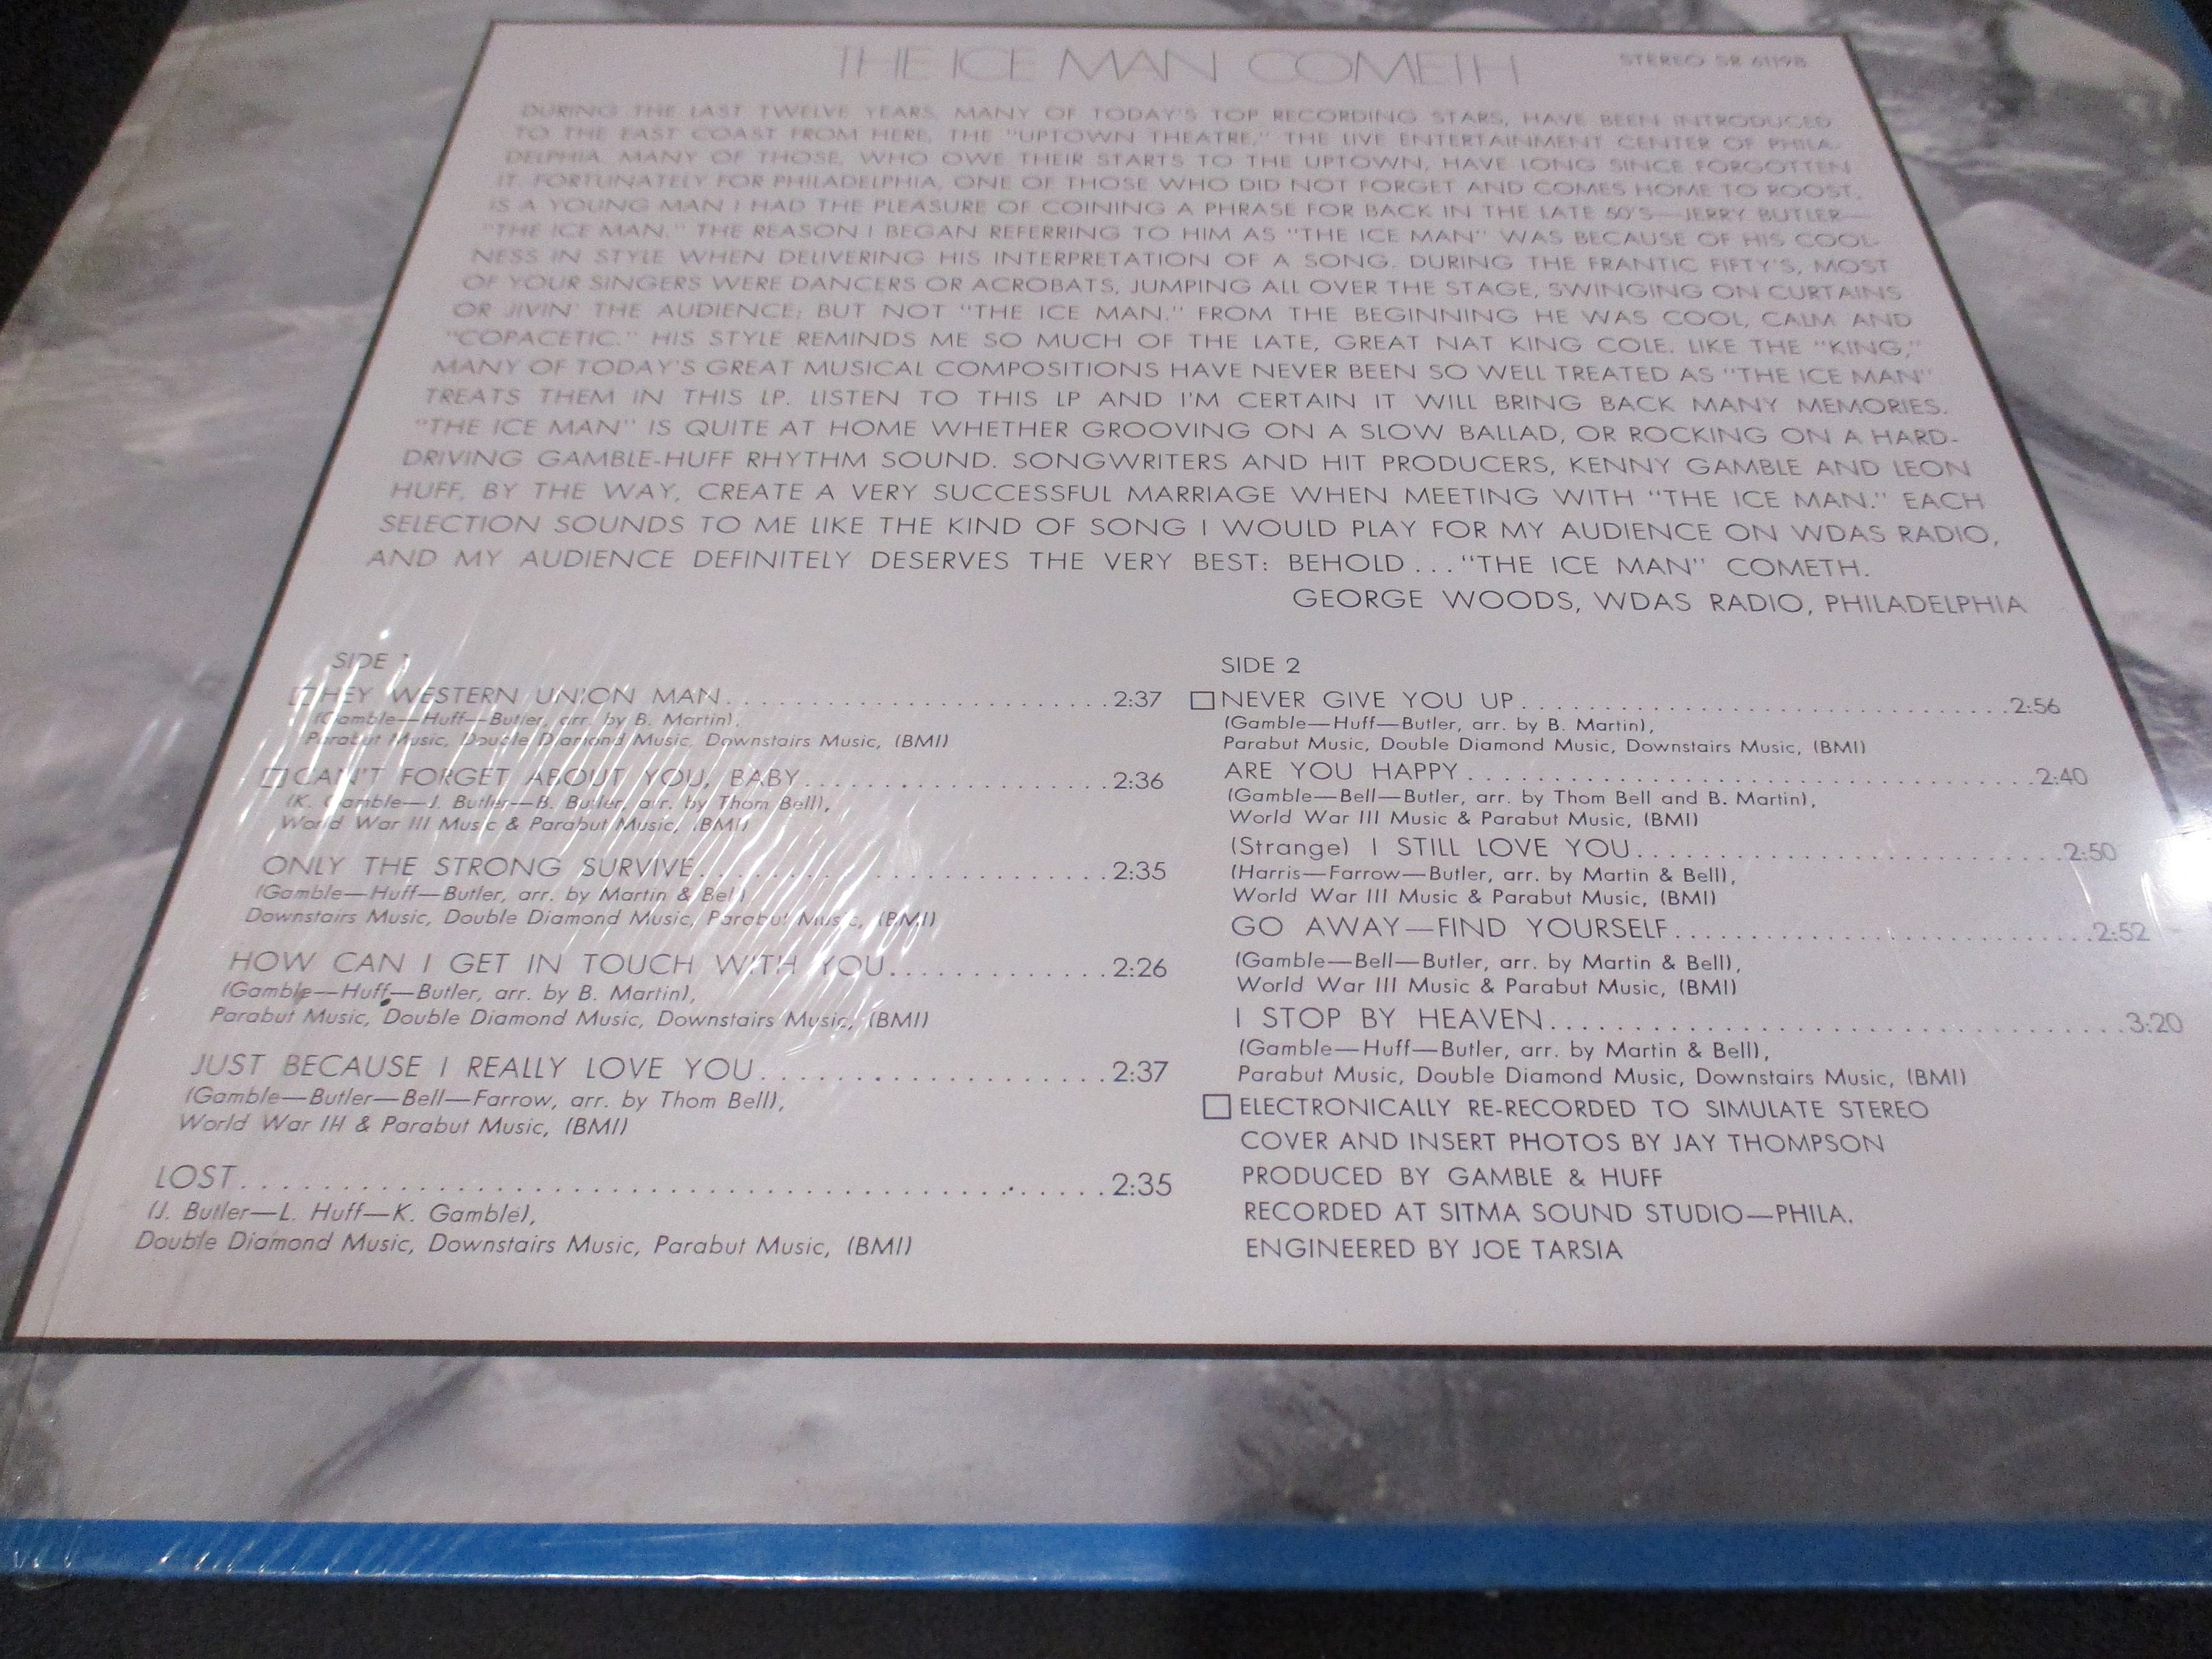 THE ICE MAN COMETH
STEREO SR 61198
DURING THE LAST TWELVE YEARS, MANY OF TODAY'S TOP RECORDING STARS, HAVE BEEN INTRODUCED
TO THE EAST COAST FROM HERE, THE "UPTOWN THEATRE," THE LIVE ENTERTAINMENT CENTER OF PHILA-
DELPHIA. MANY OF THOSE, WHO OWE THEIR STARTS TO THE UPTOWN, HAVE LONG SINCE FORGOTTEN
IT. FORTUNATELY FOR PHILADELPHIA, ONE OF THOSE WHO DID NOT FORGET AND COMES HOME TO ROOST,
IS A YOUNG MAN I HAD THE PLEASURE OF COINING A PHRASE FOR BACK IN THE LATE 50'S—JERRY BUTLER—
"THE ICE MAN." THE REASON I BEGAN REFERRING TO HIM AS "THE ICE MAN" WAS BECAUSE OF HIS COOL-
NESS IN STYLE WHEN DELIVERING HIS INTERPRETATION OF A SONG. DURING THE FRANTIC FIFTY'S, MOST
OF YOUR SINGERS WERE DANCERS OR ACROBATS, JUMPING ALL OVER THE STAGE, SWINGING ON CURTAINS
OR JIVIN' THE AUDIENCE; BUT NOT "THE ICE MAN." FROM THE BEGINNING HE WAS COOL, CALM AND
"COPACETIC." HIS STYLE REMINDS ME SO MUCH OF THE LATE, GREAT NAT KING COLE. LIKE THE "KING,"
MANY OF TODAY'S GREAT MUSICAL COMPOSITIONS HAVE NEVER BEEN SO WELL TREATED AS "THE ICE MAN"
TREATS THEM IN THIS LP. LISTEN TO THIS LP AND I'M CERTAIN IT WILL BRING BACK MANY MEMORIES.
"THE ICE MAN" IS QUITE AT HOME WHETHER GROOVING ON A SLOW BALLAD, OR ROCKING ON A HARD-
DRIVING GAMBLE-HUFF RHYTHM SOUND. SONGWRITERS AND HIT PRODUCERS, KENNY GAMBLE AND LEON
HUFF, BY THE WAY, CREATE A VERY SUCCESSFUL MARRIAGE WHEN MEETING WITH "THE ICE MAN." EACH
SELECTION SOUNDS TO ME LIKE THE KIND OF SONG I WOULD PLAY FOR MY AUDIENCE ON WDAS RADIO,
AND MY AUDIENCE DEFINITELY DESERVES THE VERY BEST: BEHOLD..."THE ICE MAN" COMETH.
GEORGE WOODS, WDAS RADIO, PHILADELPHIA
SIDE 1
HEY WESTERN UNION MAN 2:37
(Gamble—Huff—Butler, arr. by B. Martin),
Parabut Music, Double Diamond Music, Downstairs Music, (BMI)
CAN'T FORGET ABOUT YOU, BABY 2:36
(K. Gamble—J. Butler—B. Butler, arr. by Thom Bell),
World War III Music & Parabut Music, (BMI)
ONLY THE STRONG SURVIVE 2:35
(Gamble—Huff—Butler, arr. by Martin & Bell)
Downstairs Music, Double Diamond Music, Parabut Music, (BMI)
HOW CAN I GET IN TOUCH WITH YOU 2:26
(Gamble—Huff—Butler, arr. by B. Martin),
Parabut Music, Double Diamond Music, Downstairs Music, (BMI)
JUST BECAUSE I REALLY LOVE YOU 2:37
(Gamble—Butler—Bell—Farrow, arr. by Thom Bell),
World War III & Parabut Music, (BMI)
LOST 2:35
(J. Butler—L. Huff—K. Gamble),
Double Diamond Music, Downstairs Music, Parabut Music, (BMI)
SIDE 2
NEVER GIVE YOU UP 2:56
(Gamble—Huff—Butler, arr. by B. Martin),
Parabut Music, Double Diamond Music, Downstairs Music, (BMI)
ARE YOU HAPPY 2:40
(Gamble—Bell—Butler, arr. by Thom Bell and B. Martin),
World War III Music & Parabut Music, (BMI)
(Strange) I STILL LOVE YOU 2:50
(Harris—Farrow—Butler, arr. by Martin & Bell),
World War III Music & Parabut Music, (BMI)
GO AWAY—FIND YOURSELF 2:52
(Gamble—Bell—Butler, arr. by Martin & Bell),
World War III Music & Parabut Music, (BMI)
I STOP BY HEAVEN 3:20
(Gamble—Huff—Butler, arr. by Martin & Bell),
Parabut Music, Double Diamond Music, Downstairs Music, (BMI)
ELECTRONICALLY RE-RECORDED TO SIMULATE STEREO
COVER AND INSERT PHOTOS BY JAY THOMPSON
PRODUCED BY GAMBLE & HUFF
RECORDED AT SITMA SOUND STUDIO—PHILA.
ENGINEERED BY JOE TARSIA